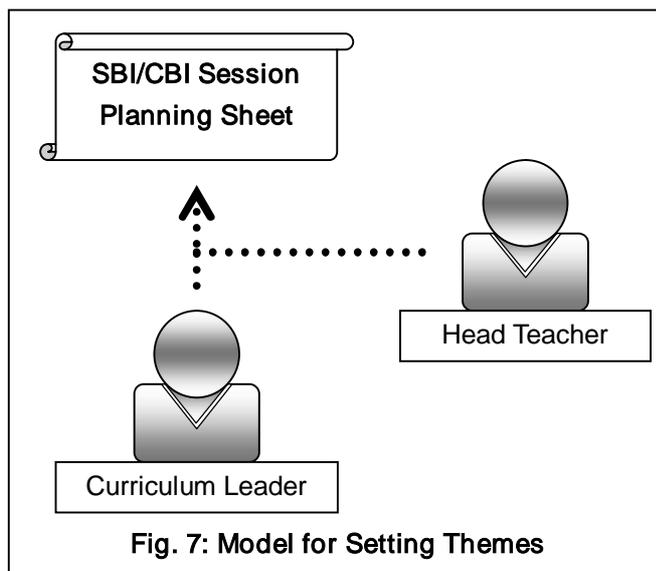 SBI/CBI Session
Planning Sheet
Head Teacher
Curriculum Leader
Fig. 7: Model for Setting Themes